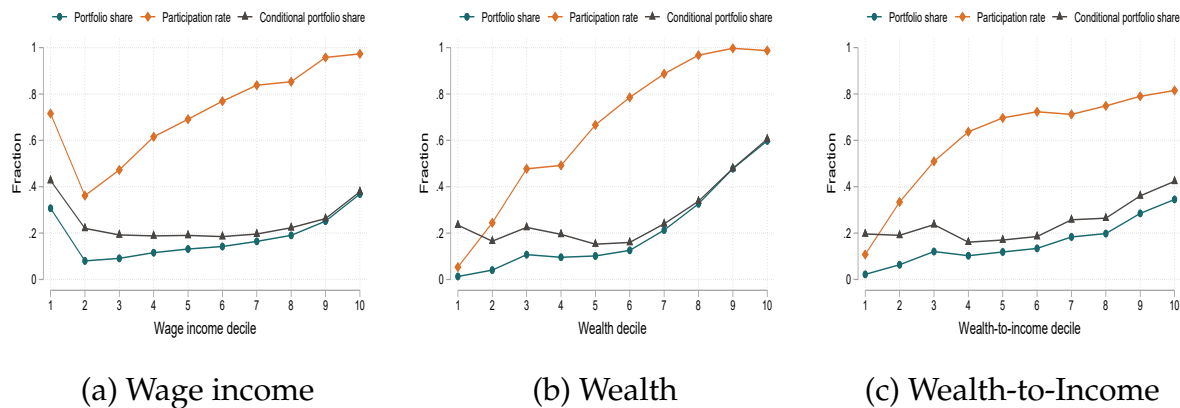 Portfolio share Participation rate Conditional portfolio share
1
.8
.6
.4
.2
0
Fraction
1 2 3 4 5 6 7 8 9 10
Wage income decile
(a) Wage income
Portfolio share Participation rate Conditional portfolio share
1
.8
.6
.4
.2
0
Fraction
1 2 3 4 5 6 7 8 9 10
Wealth decile
(b) Wealth
Portfolio share Participation rate Conditional portfolio share
1
.8
.6
.4
.2
0
Fraction
1 2 3 4 5 6 7 8 9 10
Wealth-to-income decile
(c) Wealth-to-Income